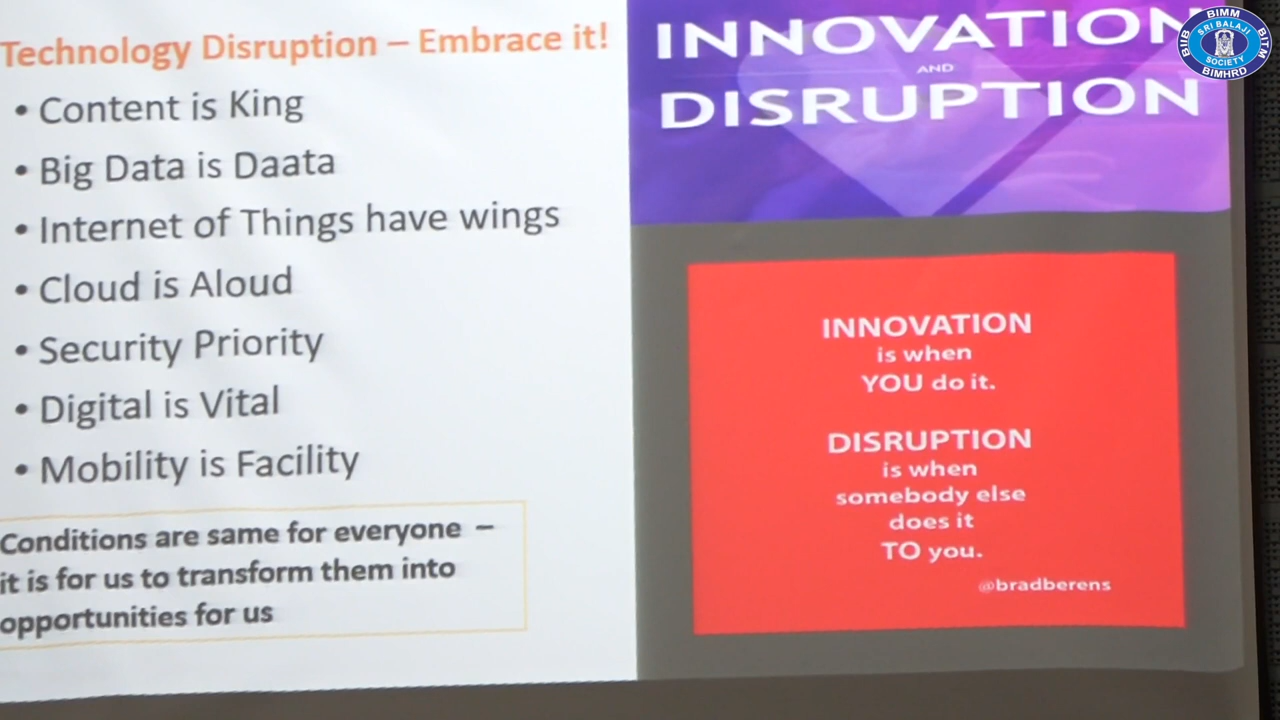 Technology Disruption – Embrace it!
• Content is King
• Big Data is Daata
• Internet of Things have wings
• Cloud is Aloud
• Security Priority
• Digital is Vital
• Mobility is Facility
Conditions are same for everyone –
it is for us to transform them into
opportunities for us
INNOVATION
AND
DISRUPTION
INNOVATION
is when
YOU do it.
DISRUPTION
is when
somebody else
does it
TO you.
@bradberens
BIMM
BIIB
SRI BALAJI
SOCIETY
BITM
BIMHRD